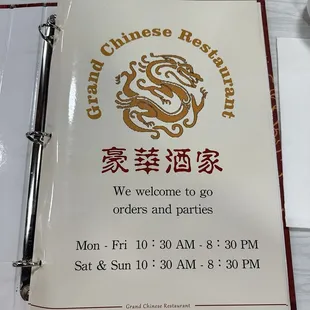 Grand Chinese Restaurant
豪華酒家
We welcome to go
orders and parties
Mon - Fri 10：30 AM - 8：30 PM
Sat & Sun 10：30 AM - 8：30 PM
Grand Chinese Restaurant